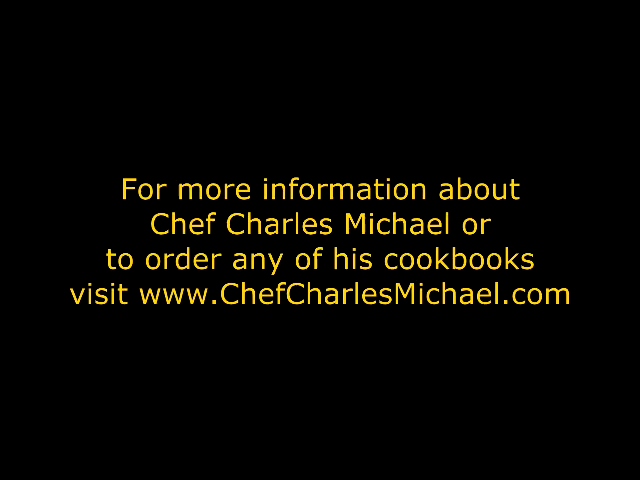 For more information about
Chef Charles Michael or
to order any of his cookbooks
visit www.ChefCharlesMichael.com